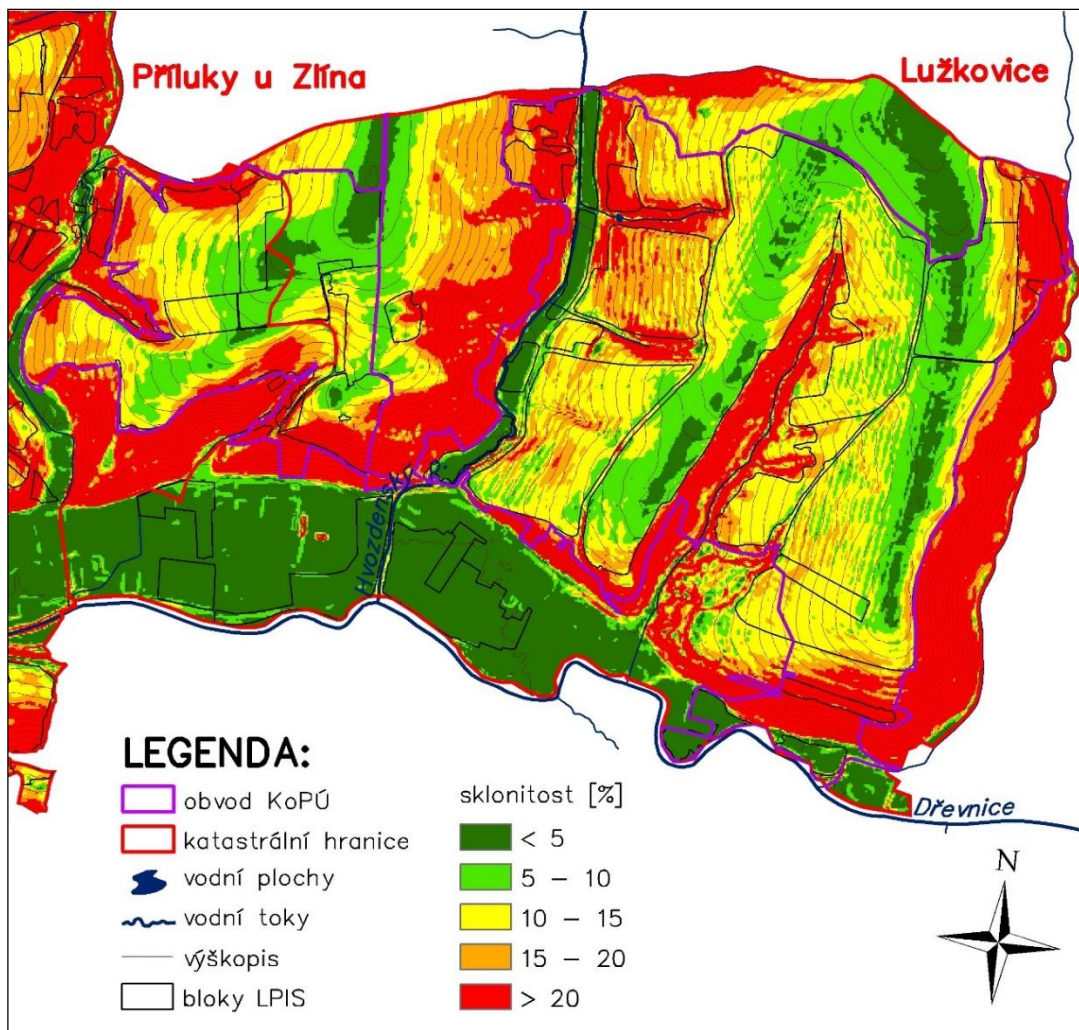 Příluky u Zlína
Lužkovice
Hvozdenský p.
Dřevnice
LEGENDA:
obvod KoPÚ
katastrální hranice
vodní plochy
vodní toky
výškopis
bloky LPIS
sklonitost [%]
< 5
5 – 10
10 – 15
15 – 20
> 20
N